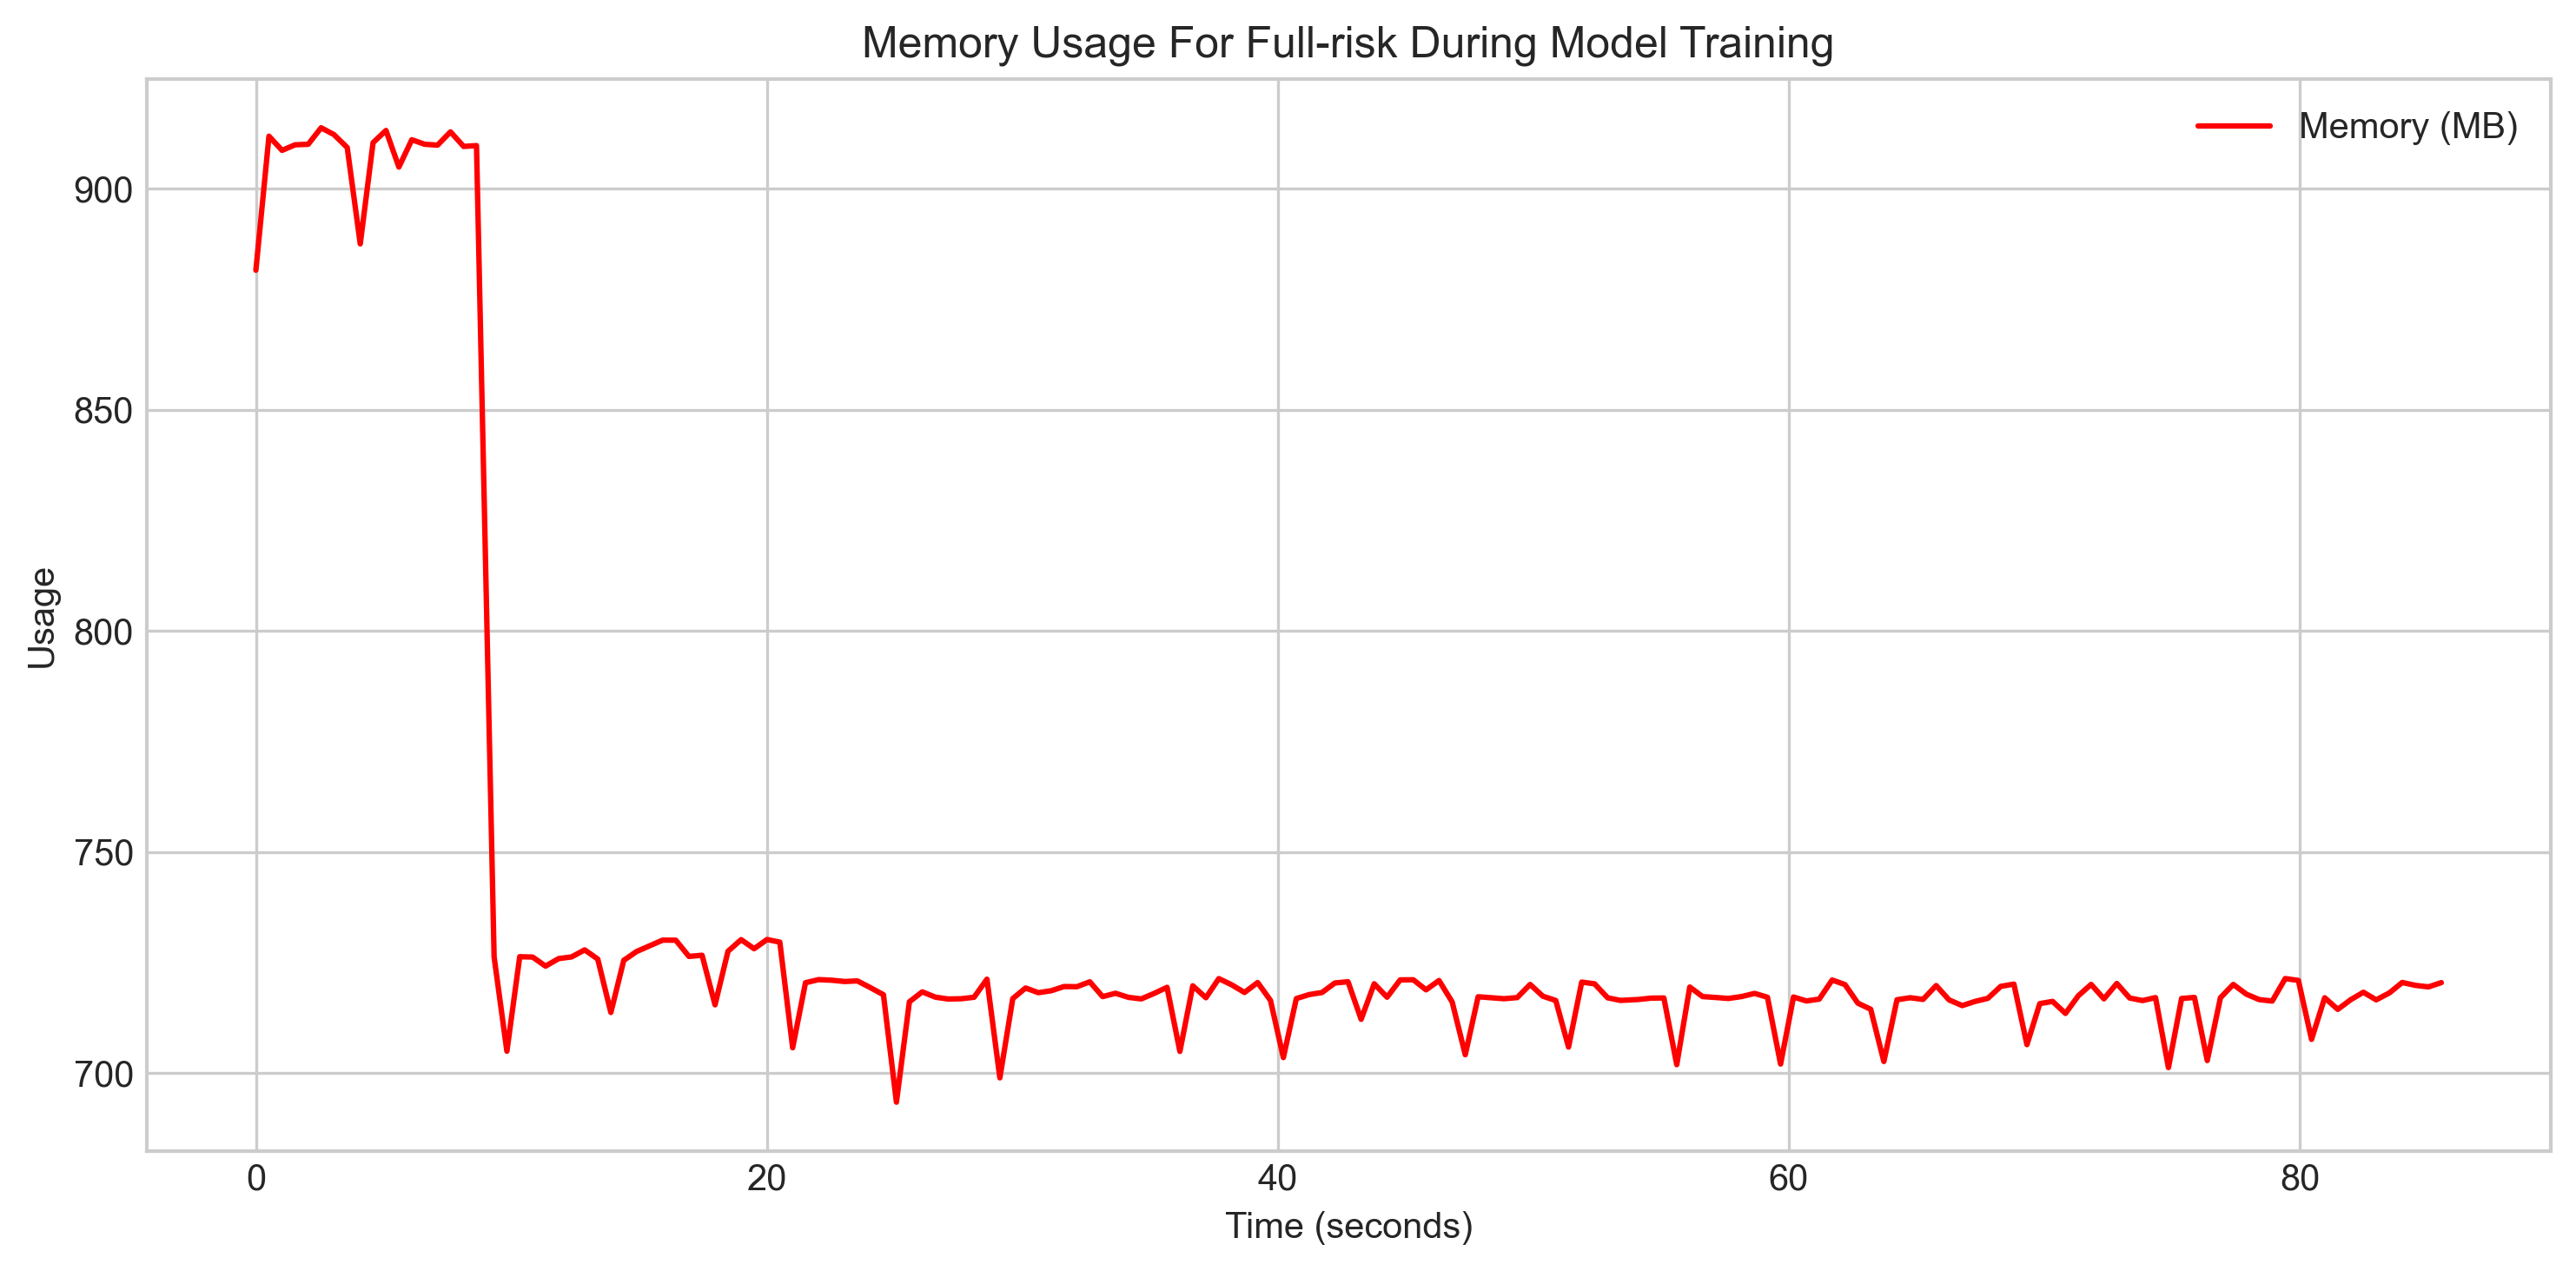 Memory Usage For Full-risk During Model Training
Memory (MB)
900
850
800
750
700
Usage
0 20 40 60 80
Time (seconds)